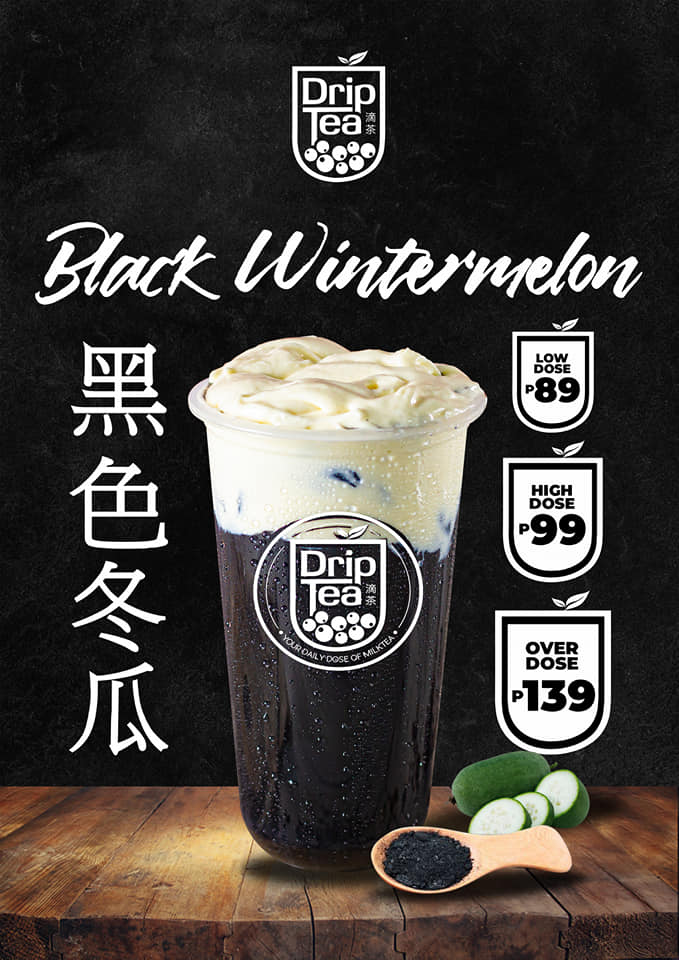 Drip
Tea
滴茶
Black Wintermelon
黑色冬瓜
LOW
DOSE
P89
HIGH
DOSE
P99
OVER
DOSE
P139
Drip
Tea
滴茶
• YOUR DAILY DOSE OF MILKTEA •